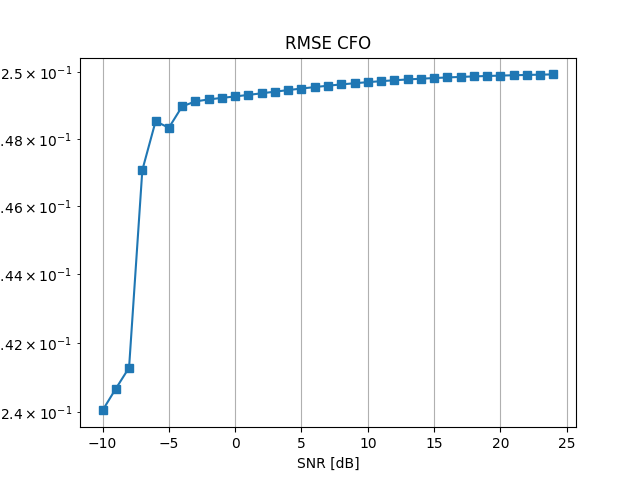 RMSE CFO
2.5 × 10⁻¹
.48 × 10⁻¹
.46 × 10⁻¹
.44 × 10⁻¹
.42 × 10⁻¹
2.4 × 10⁻¹
−10 −5 0 5 10 15 20 25
SNR [dB]